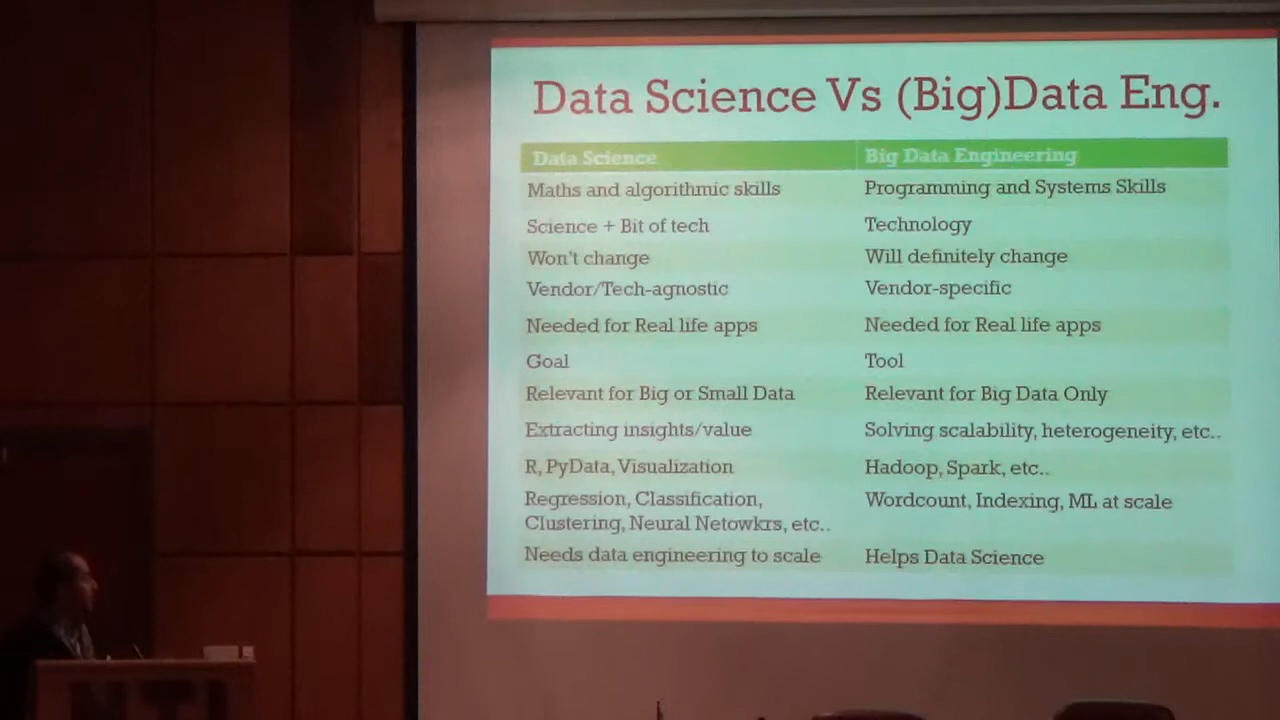 Data Science Vs (Big)Data Eng.
Data Science Big Data Engineering
Maths and algorithmic skills Programming and Systems Skills
Science + Bit of tech Technology
Won't change Will definitely change
Vendor/Tech-agnostic Vendor-specific
Needed for Real life apps Needed for Real life apps
Goal Tool
Relevant for Big or Small Data Relevant for Big Data Only
Extracting insights/value Solving scalability, heterogeneity, etc..
R, PyData, Visualization Hadoop, Spark, etc..
Regression, Classification, Wordcount, Indexing, ML at scale
Clustering, Neural Netowkrs, etc..
Needs data engineering to scale Helps Data Science